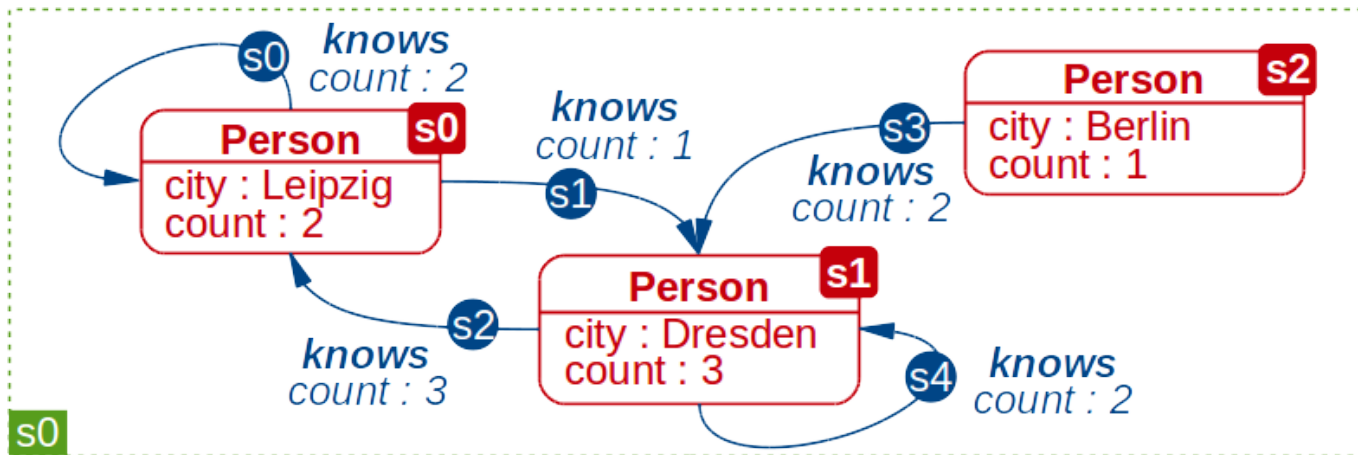 s0
knows
count : 2
Person
s0
city : Leipzig
count : 2
knows
count : 1
s1
Person
s2
city : Berlin
count : 1
s3
knows
count : 2
Person
s1
city : Dresden
count : 3
s2
knows
count : 3
s4
knows
count : 2
s0